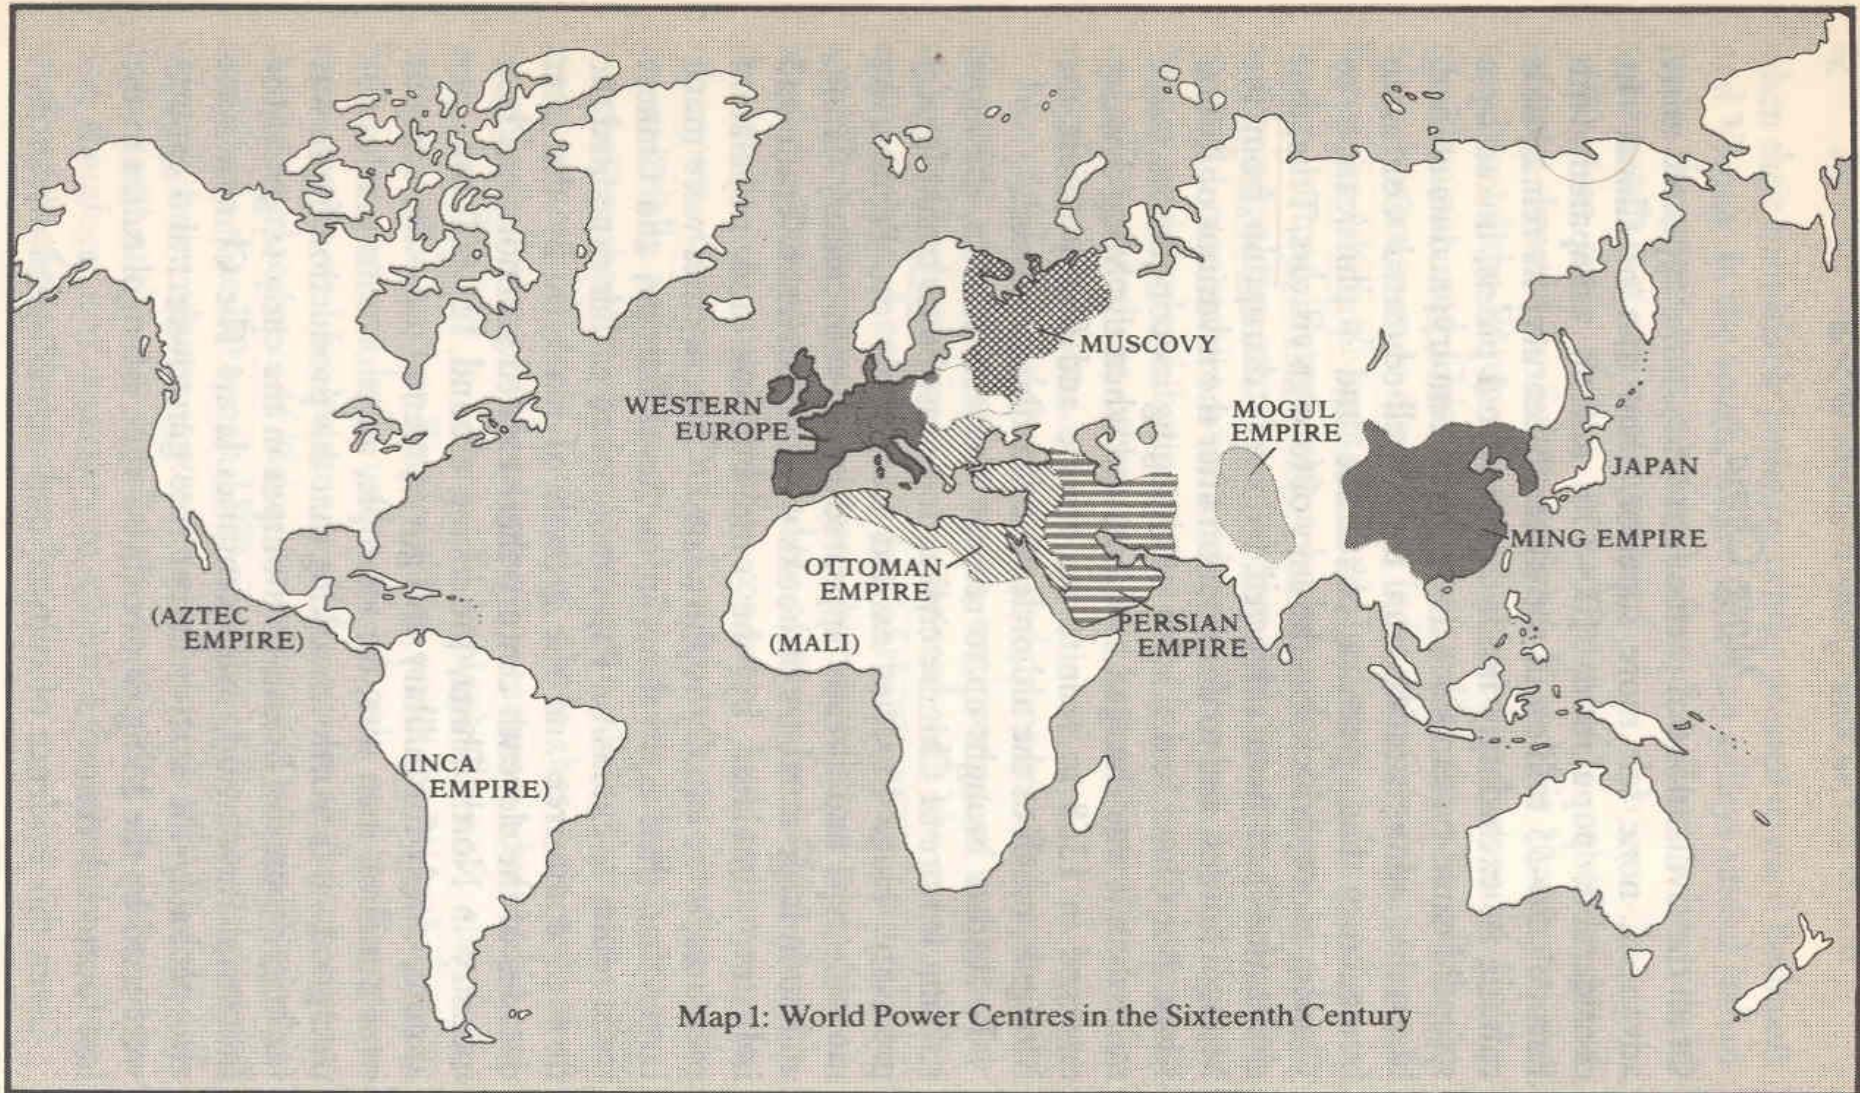 MUSCOVY
WESTERN
EUROPE
MOGUL
EMPIRE
JAPAN
MING EMPIRE
OTTOMAN
EMPIRE
PERSIAN
EMPIRE
(AZTEC
EMPIRE)
(MALI)
(INCA
EMPIRE)
Map 1: World Power Centres in the Sixteenth Century